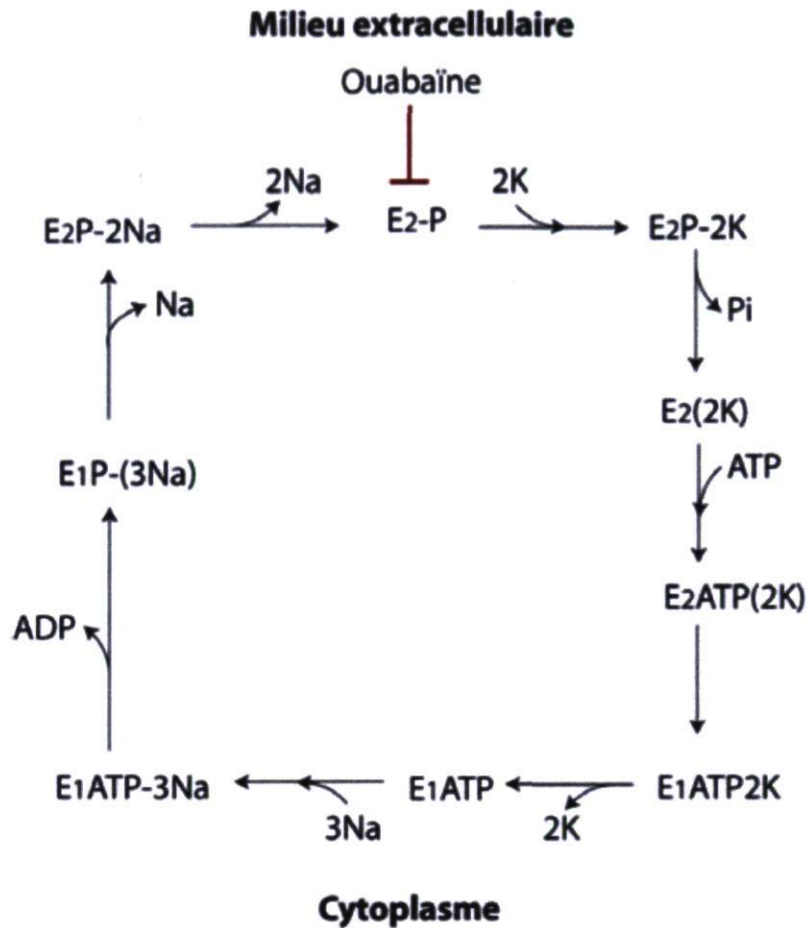 Milieu extracellulaire
Ouabaïne
2Na
2K
E2P-2Na
E2-P
E2P-2K
Na
Pi
E2(2K)
E1P-(3Na)
ATP
E2ATP(2K)
ADP
E1ATP-3Na
E1ATP
E1ATP2K
3Na
2K
Cytoplasme